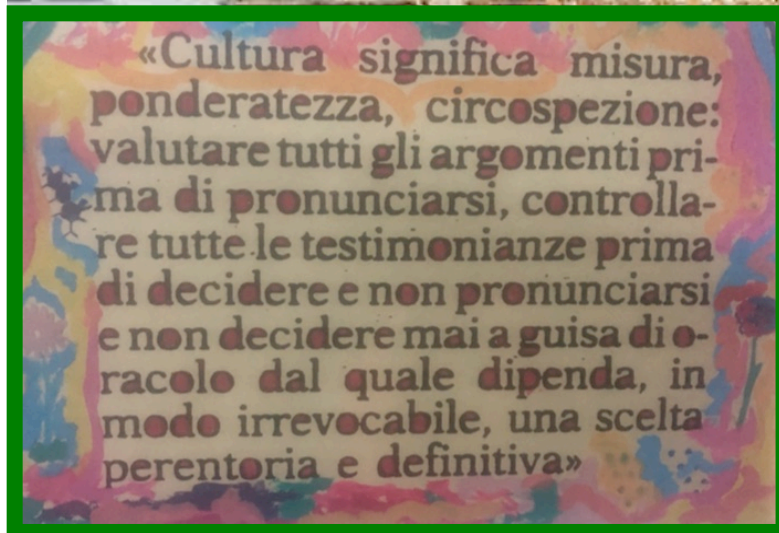 «Cultura significa misura,
ponderatezza, circospezione:
valutare tutti gli argomenti pri-
ma di pronunciarsi, controlla-
re tutte le testimonianze prima
di decidere e non pronunciarsi
e non decidere mai a guisa di o-
racolo dal quale dipenda, in
modo irrevocabile, una scelta
perentoria e definitiva»